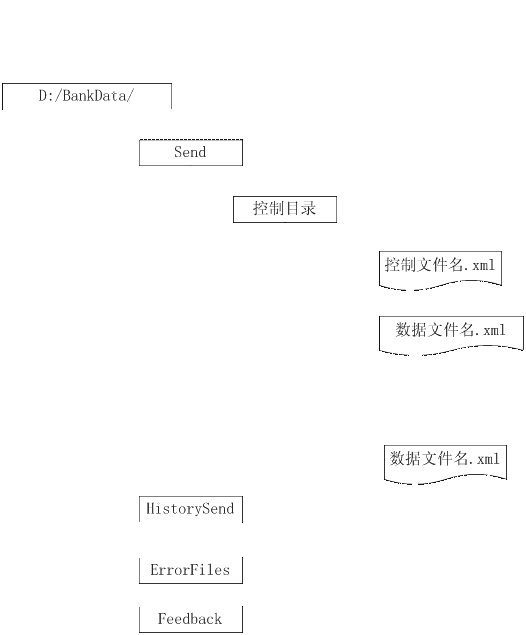 D:/BankData/
Send
控制目录
控制文件名.xml
数据文件名.xml
数据文件名.xml
HistorySend
ErrorFiles
Feedback